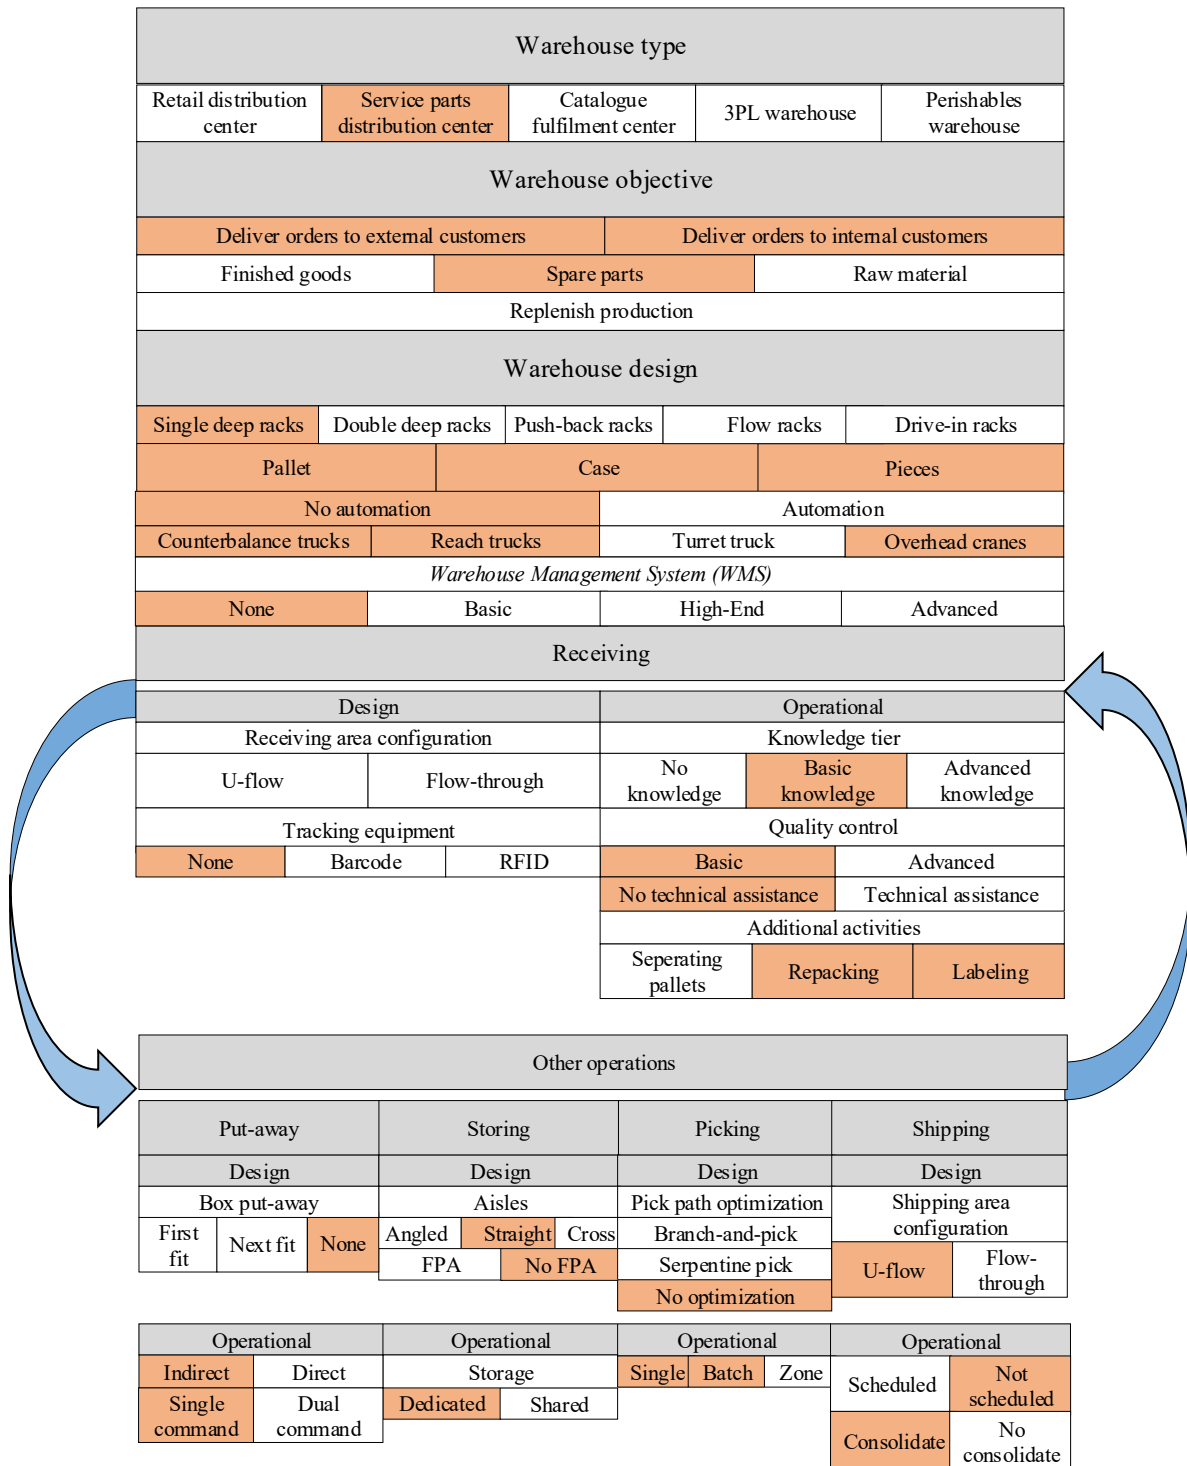 Warehouse type
Retail distribution
center
Service parts
distribution center
Catalogue
fulfilment center
3PL warehouse
Perishables
warehouse
Warehouse objective
Deliver orders to external customers
Deliver orders to internal customers
Finished goods
Spare parts
Raw material
Replenish production
Warehouse design
Single deep racks
Double deep racks
Push-back racks
Flow racks
Drive-in racks
Pallet
Case
Pieces
No automation
Automation
Counterbalance trucks
Reach trucks
Turret truck
Overhead cranes
Warehouse Management System (WMS)
None
Basic
High-End
Advanced
Receiving
Design
Receiving area configuration
U-flow
Flow-through
Tracking equipment
None
Barcode
RFID
Operational
Knowledge tier
No
knowledge
Basic
knowledge
Advanced
knowledge
Quality control
Basic
Advanced
No technical assistance
Technical assistance
Additional activities
Seperating
pallets
Repacking
Labeling
Other operations
Put-away
Storing
Picking
Shipping
Design
Box put-away
First
fit
Next fit
None
Design
Aisles
Angled
Straight
Cross
FPA
No FPA
Design
Pick path optimization
Branch-and-pick
Serpentine pick
No optimization
Design
Shipping area
configuration
U-flow
Flow-
through
Operational
Indirect
Direct
Single
command
Dual
command
Operational
Storage
Dedicated
Shared
Operational
Single
Batch
Zone
Operational
Scheduled
Not
scheduled
Consolidate
No
consolidate